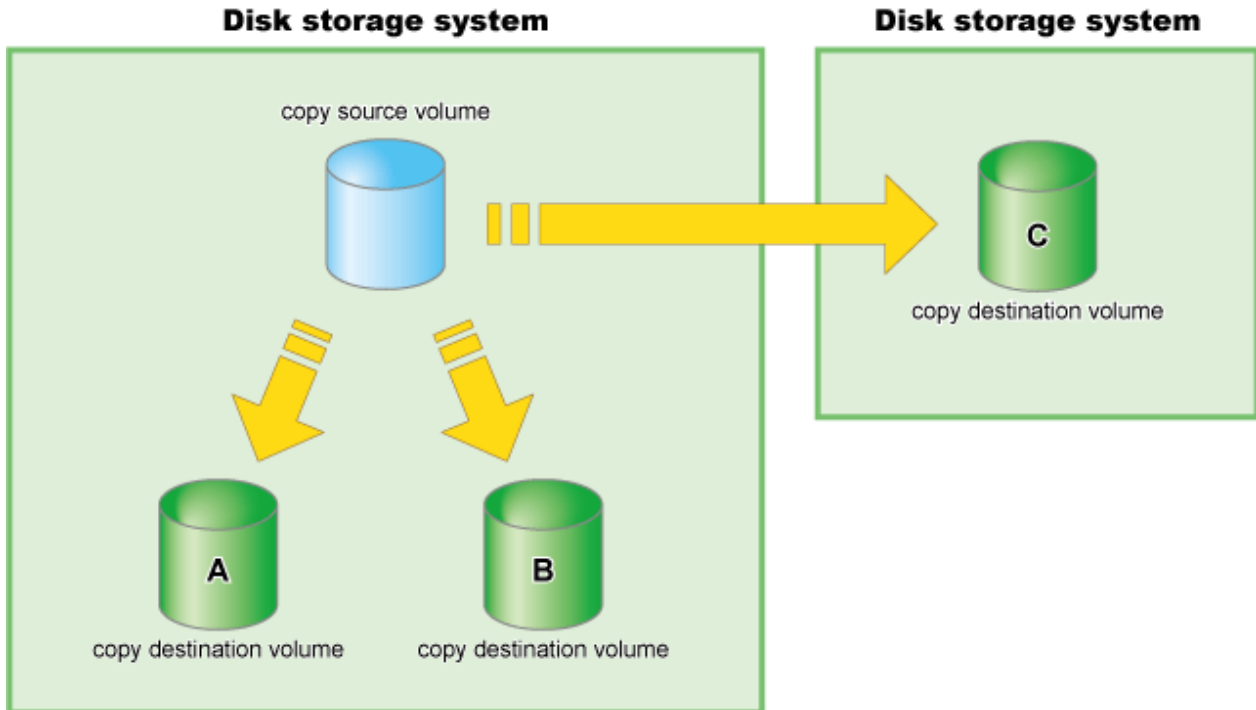 Disk storage system
Disk storage system
copy source volume
C
copy destination volume
A
B
copy destination volume
copy destination volume